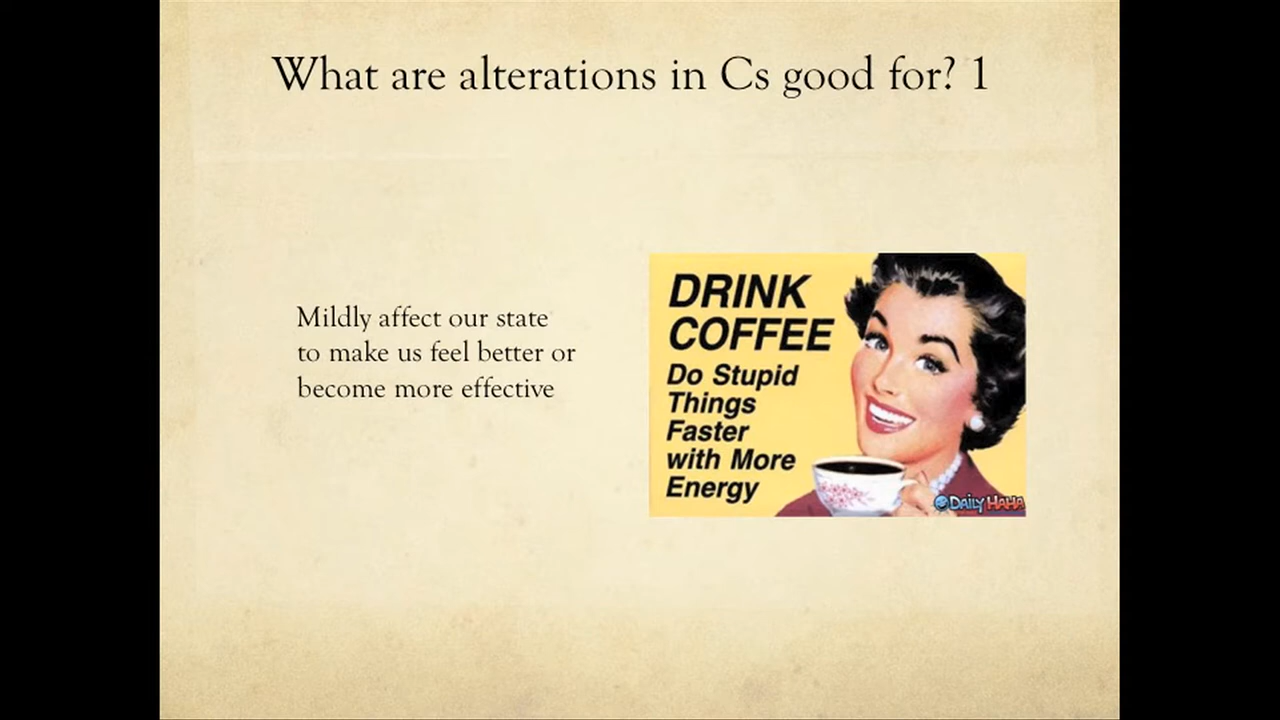 What are alterations in Cs good for? 1
Mildly affect our state
to make us feel better or
become more effective
DRINK
COFFEE
Do Stupid
Things
Faster
with More
Energy
DAiLY HAHA